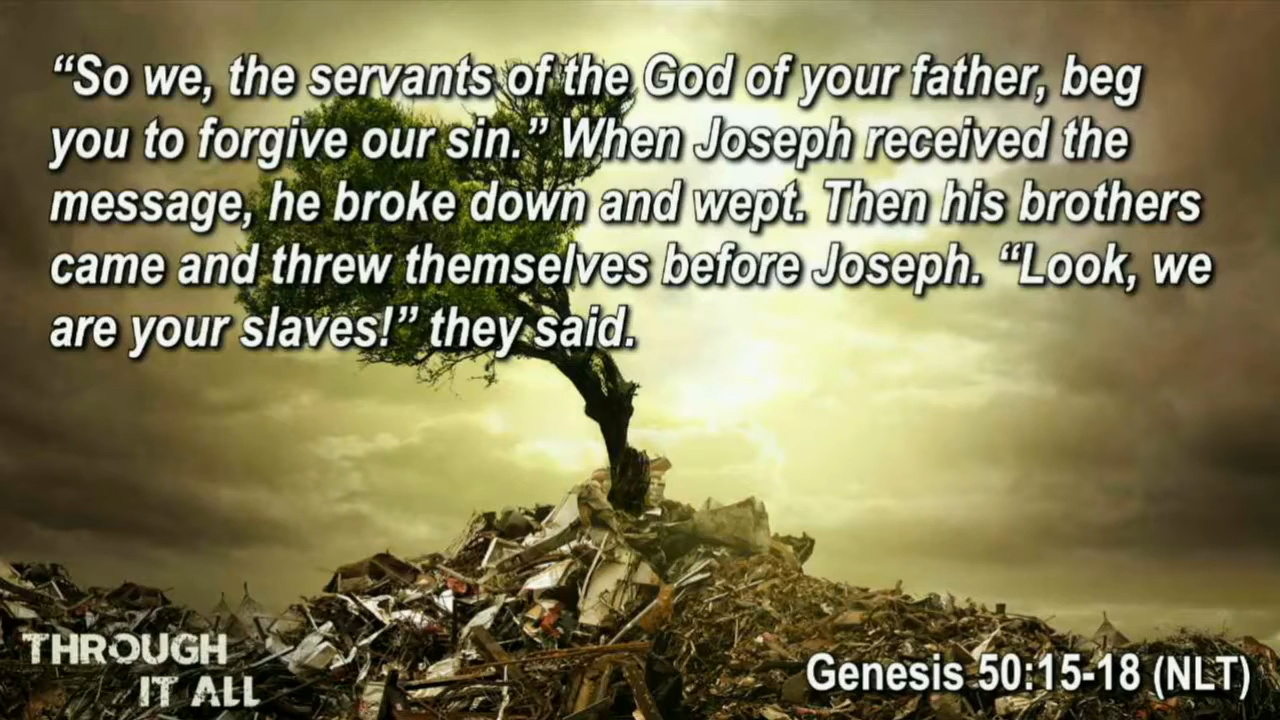 “So we, the servants of the God of your father, beg
you to forgive our sin.” When Joseph received the
message, he broke down and wept. Then his brothers
came and threw themselves before Joseph. “Look, we
are your slaves!” they said.
THROUGH
IT ALL
Genesis 50:15-18 (NLT)